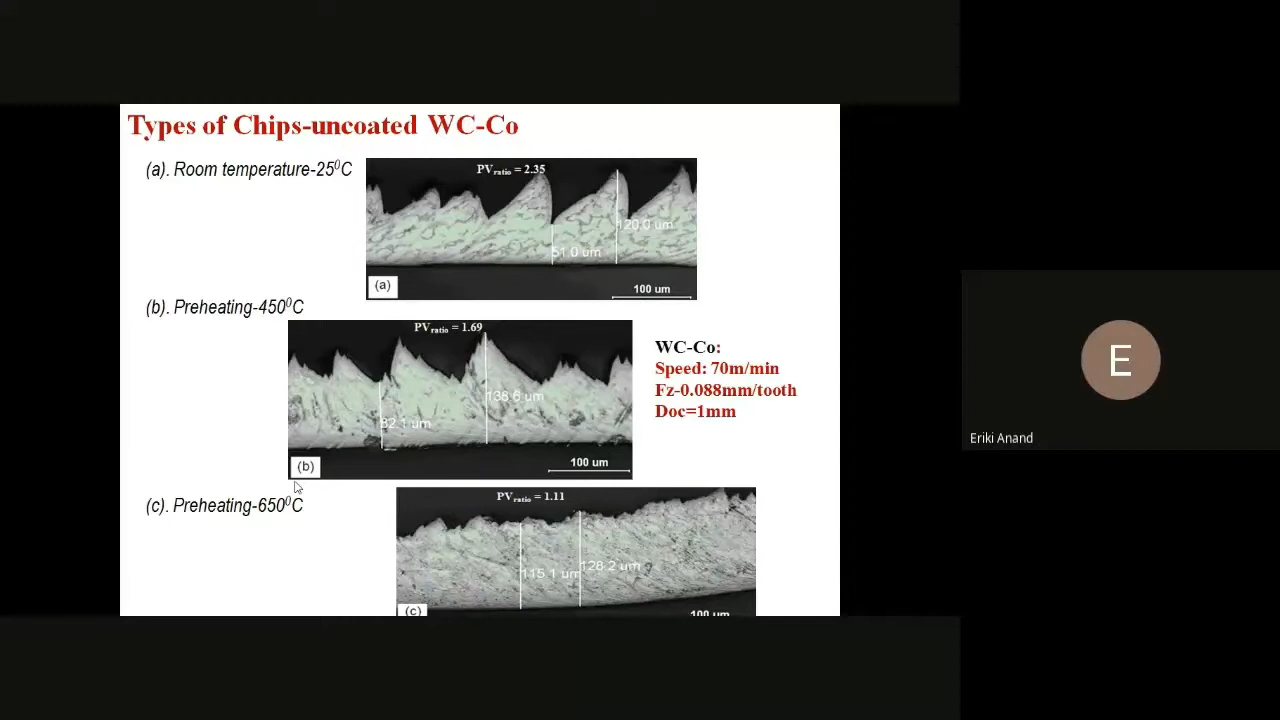 Types of Chips-uncoated WC-Co
(a). Room temperature-25⁰C
PVratio = 2.35
120.0 um
51.0 um
(a)
100 um
(b). Preheating-450⁰C
PVratio = 1.69
138.6 um
82.1 um
(b)
100 um
WC-Co:
Speed: 70m/min
Fz-0.088mm/tooth
Doc=1mm
(c). Preheating-650⁰C
PVratio = 1.11
115.1 um
128.2 um
(c)
100 um
E
Eriki Anand